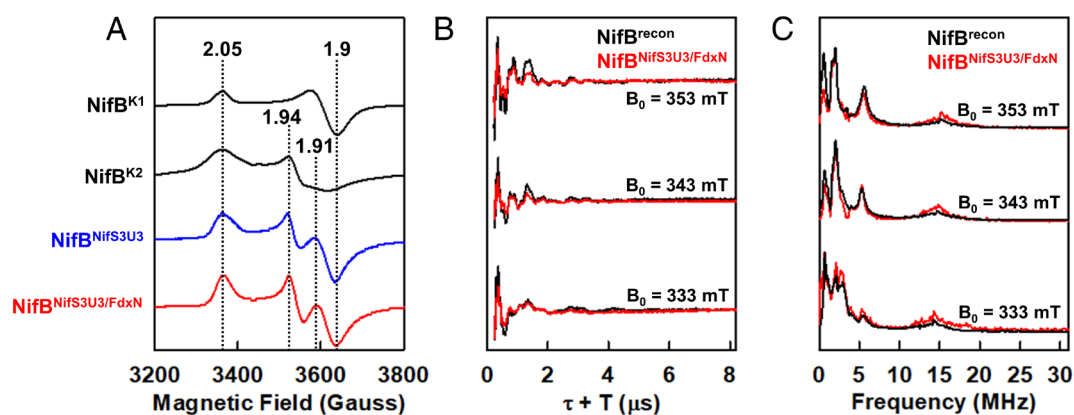 A
2.05
1.9
NifB^K1
1.94
1.91
NifB^K2
NifB^NifS3U3
NifB^NifS3U3/FdxN
3200 3400 3600 3800
Magnetic Field (Gauss)
B
NifB^recon
NifB^NifS3U3/FdxN
B₀ = 353 mT
B₀ = 343 mT
B₀ = 333 mT
0 2 4 6 8
τ + T (μs)
C
NifB^recon
NifB^NifS3U3/FdxN
B₀ = 353 mT
B₀ = 343 mT
B₀ = 333 mT
0 5 10 15 20 25 30
Frequency (MHz)